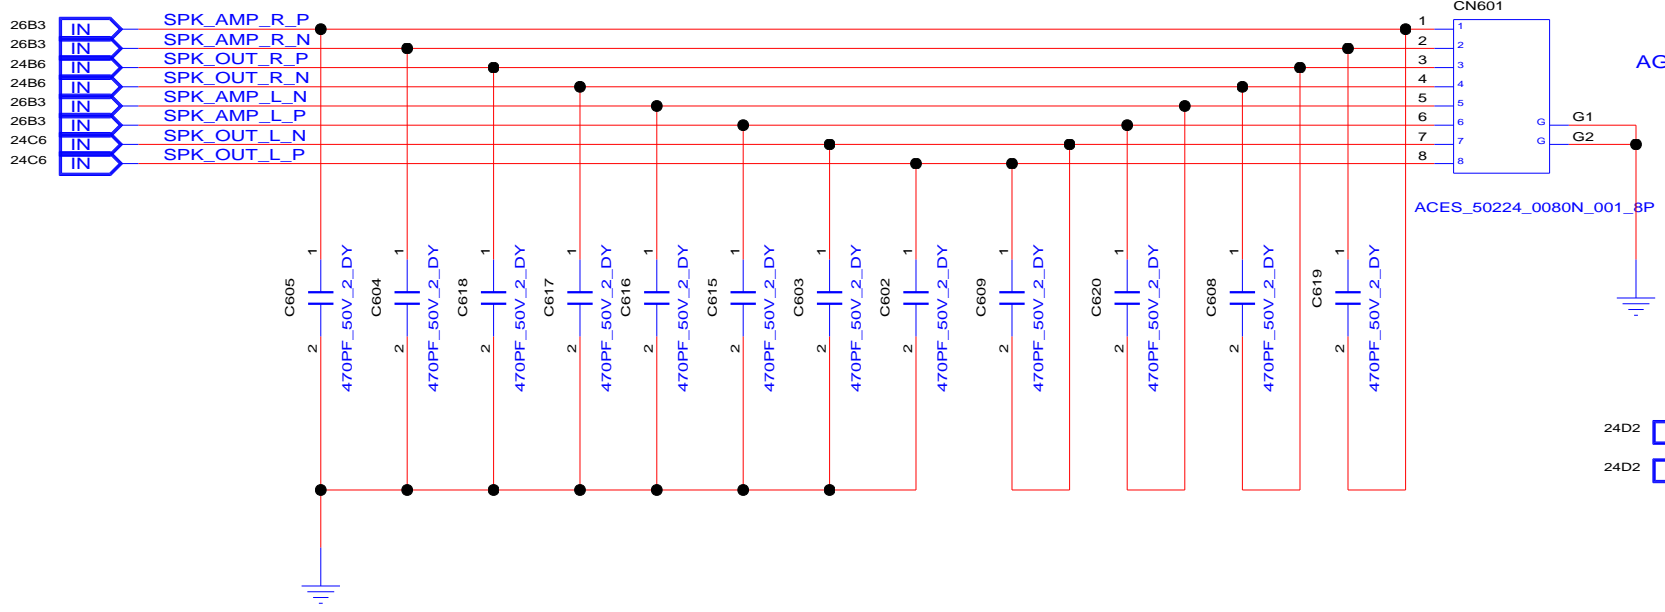 CN601
26B3 IN SPK_AMP_R_P 1 1
26B3 IN SPK_AMP_R_N 2 2
24B6 IN SPK_OUT_R_P 3 3
AG
24B6 IN SPK_OUT_R_N 4 4
26B3 IN SPK_AMP_L_N 5 5
26B3 IN SPK_AMP_L_P 6 6 G G1
24C6 IN SPK_OUT_L_N 7 7 G G2
24C6 IN SPK_OUT_L_P 8 8
ACES_50224_0080N_001_8P
1 C605 2 470PF_50V_2_DY
1 C604 2 470PF_50V_2_DY
1 C618 2 470PF_50V_2_DY
1 C617 2 470PF_50V_2_DY
1 C616 2 470PF_50V_2_DY
1 C615 2 470PF_50V_2_DY
1 C603 2 470PF_50V_2_DY
1 C602 2 470PF_50V_2_DY
1 C609 2 470PF_50V_2_DY
1 C620 2 470PF_50V_2_DY
1 C608 2 470PF_50V_2_DY
1 C619 2 470PF_50V_2_DY
24D2
24D2